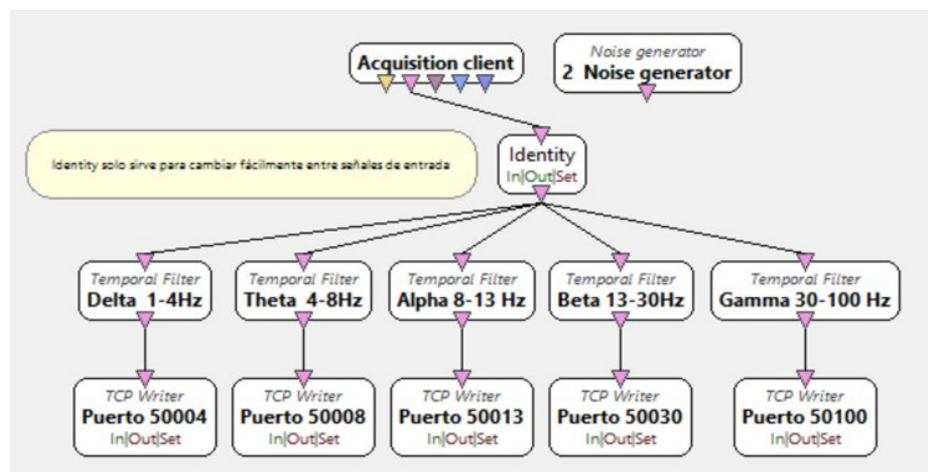 Acquisition client
Noise generator
2 Noise generator
Identity solo sirve para cambiar fácilmente entre señales de entrada
Identity
In|Out|Set
Temporal Filter
Delta 1-4Hz
Temporal Filter
Theta 4-8Hz
Temporal Filter
Alpha 8-13 Hz
Temporal Filter
Beta 13-30Hz
Temporal Filter
Gamma 30-100 Hz
TCP Writer
Puerto 50004
In|Out|Set
TCP Writer
Puerto 50008
In|Out|Set
TCP Writer
Puerto 50013
In|Out|Set
TCP Writer
Puerto 50030
In|Out|Set
TCP Writer
Puerto 50100
In|Out|Set